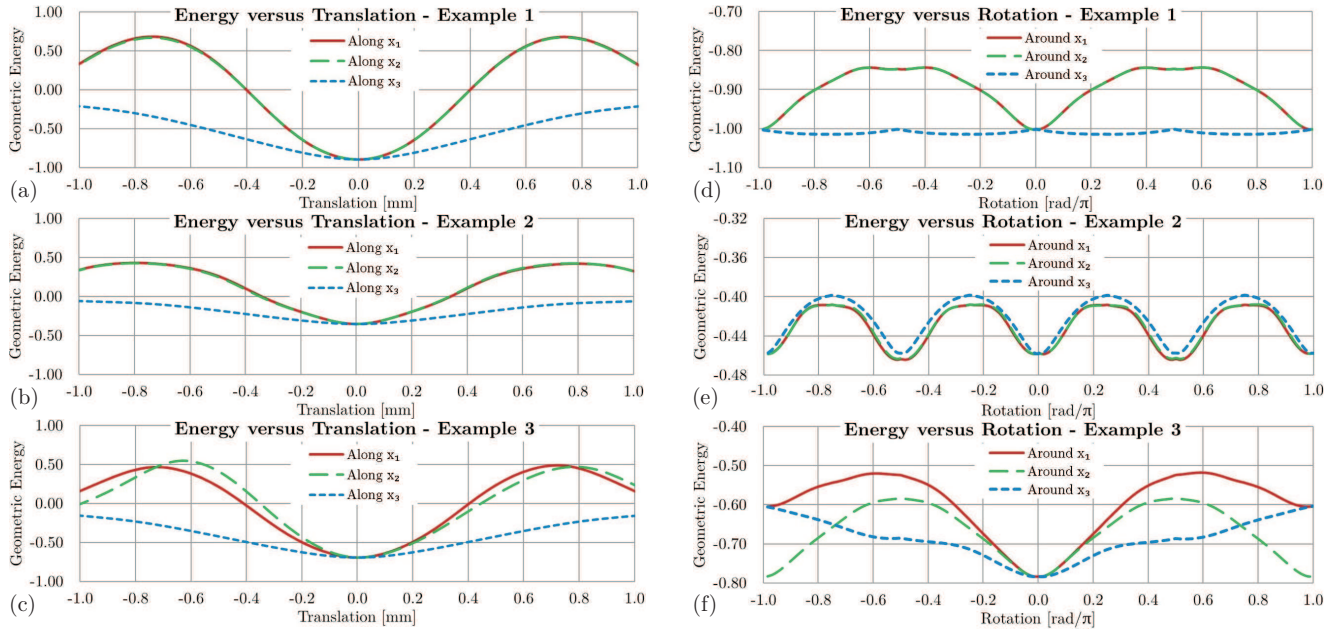 Energy versus Translation - Example 1
Geometric Energy
1.00
0.50
0.00
-0.50
-1.00
Along x₁
Along x₂
Along x₃
-1.0 -0.8 -0.6 -0.4 -0.2 0.0 0.2 0.4 0.6 0.8 1.0
(a)
Translation [mm]
Energy versus Translation - Example 2
Geometric Energy
1.00
0.50
0.00
-0.50
-1.00
Along x₁
Along x₂
Along x₃
-1.0 -0.8 -0.6 -0.4 -0.2 0.0 0.2 0.4 0.6 0.8 1.0
(b)
Translation [mm]
Energy versus Translation - Example 3
Geometric Energy
1.00
0.50
0.00
-0.50
-1.00
Along x₁
Along x₂
Along x₃
-1.0 -0.8 -0.6 -0.4 -0.2 0.0 0.2 0.4 0.6 0.8 1.0
(c)
Translation [mm]
Energy versus Rotation - Example 1
Geometric Energy
-0.70
-0.80
-0.90
-1.00
-1.10
Around x₁
Around x₂
Around x₃
-1.0 -0.8 -0.6 -0.4 -0.2 0.0 0.2 0.4 0.6 0.8 1.0
(d)
Rotation [rad/π]
Energy versus Rotation - Example 2
Geometric Energy
-0.32
-0.36
-0.40
-0.44
-0.48
Around x₁
Around x₂
Around x₃
-1.0 -0.8 -0.6 -0.4 -0.2 0.0 0.2 0.4 0.6 0.8 1.0
(e)
Rotation [rad/π]
Energy versus Rotation - Example 3
Geometric Energy
-0.40
-0.50
-0.60
-0.70
-0.80
Around x₁
Around x₂
Around x₃
-1.0 -0.8 -0.6 -0.4 -0.2 0.0 0.2 0.4 0.6 0.8 1.0
(f)
Rotation [rad/π]